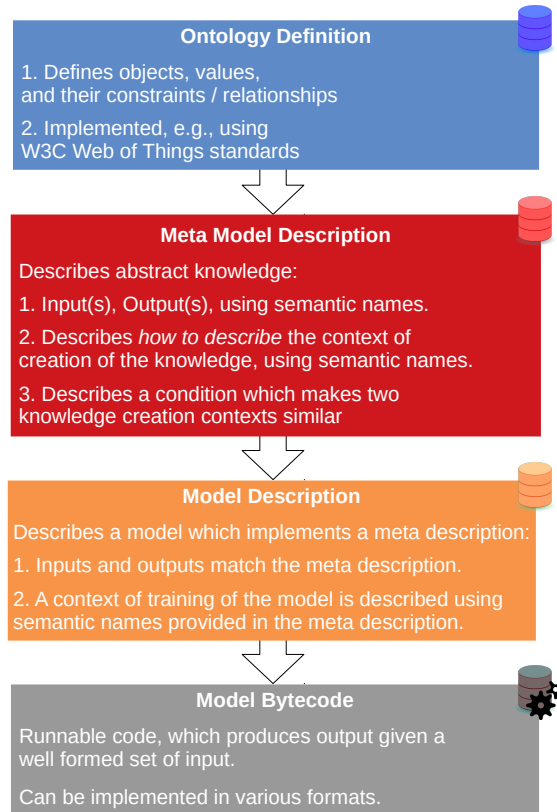 Ontology Definition
1. Defines objects, values,
and their constraints / relationships
2. Implemented, e.g., using
W3C Web of Things standards
Meta Model Description
Describes abstract knowledge:
1. Input(s), Output(s), using semantic names.
2. Describes how to describe the context of
creation of the knowledge, using semantic names.
3. Describes a condition which makes two
knowledge creation contexts similar
Model Description
Describes a model which implements a meta description:
1. Inputs and outputs match the meta description.
2. A context of training of the model is described using
semantic names provided in the meta description.
Model Bytecode
Runnable code, which produces output given a
well formed set of input.
Can be implemented in various formats.